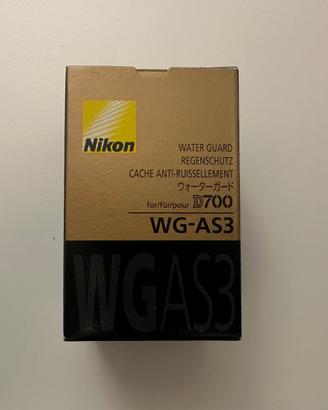 Nikon
WATER GUARD
REGENSCHUTZ
CACHE ANTI-RUISSELLEMENT
ウォーターガード
for/für/pour D700
WG-AS3
WGAS3